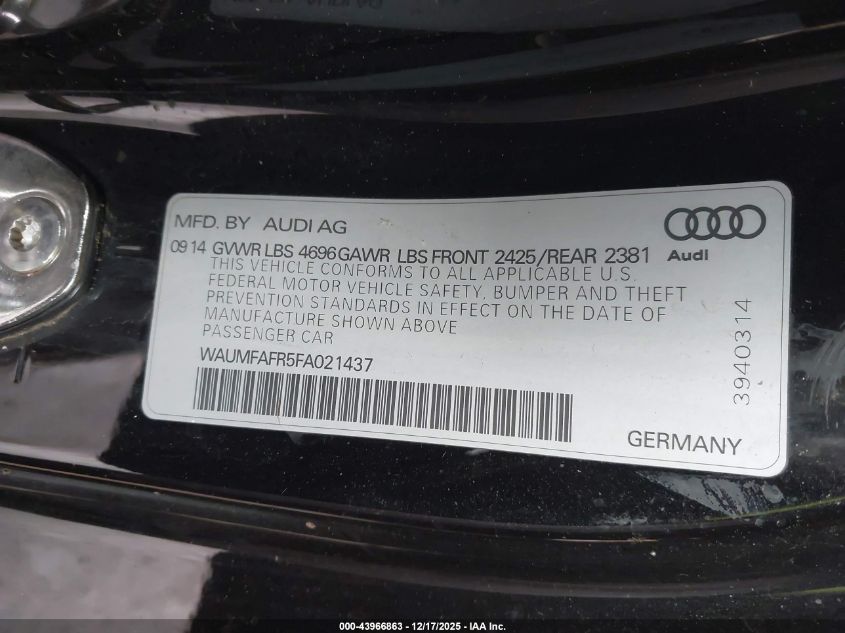 MFD. BY AUDI AG
09 14 GVWR LBS 4696 GAWR LBS FRONT 2425/REAR 2381
Audi
THIS VEHICLE CONFORMS TO ALL APPLICABLE U.S.
FEDERAL MOTOR VEHICLE SAFETY, BUMPER AND THEFT
PREVENTION STANDARDS IN EFFECT ON THE DATE OF
MANUFACTURE SHOWN ABOVE
PASSENGER CAR
WAUMFAFR5FA021437
3940314
GERMANY
000-43966863 - 12/17/2025 - IAA Inc.